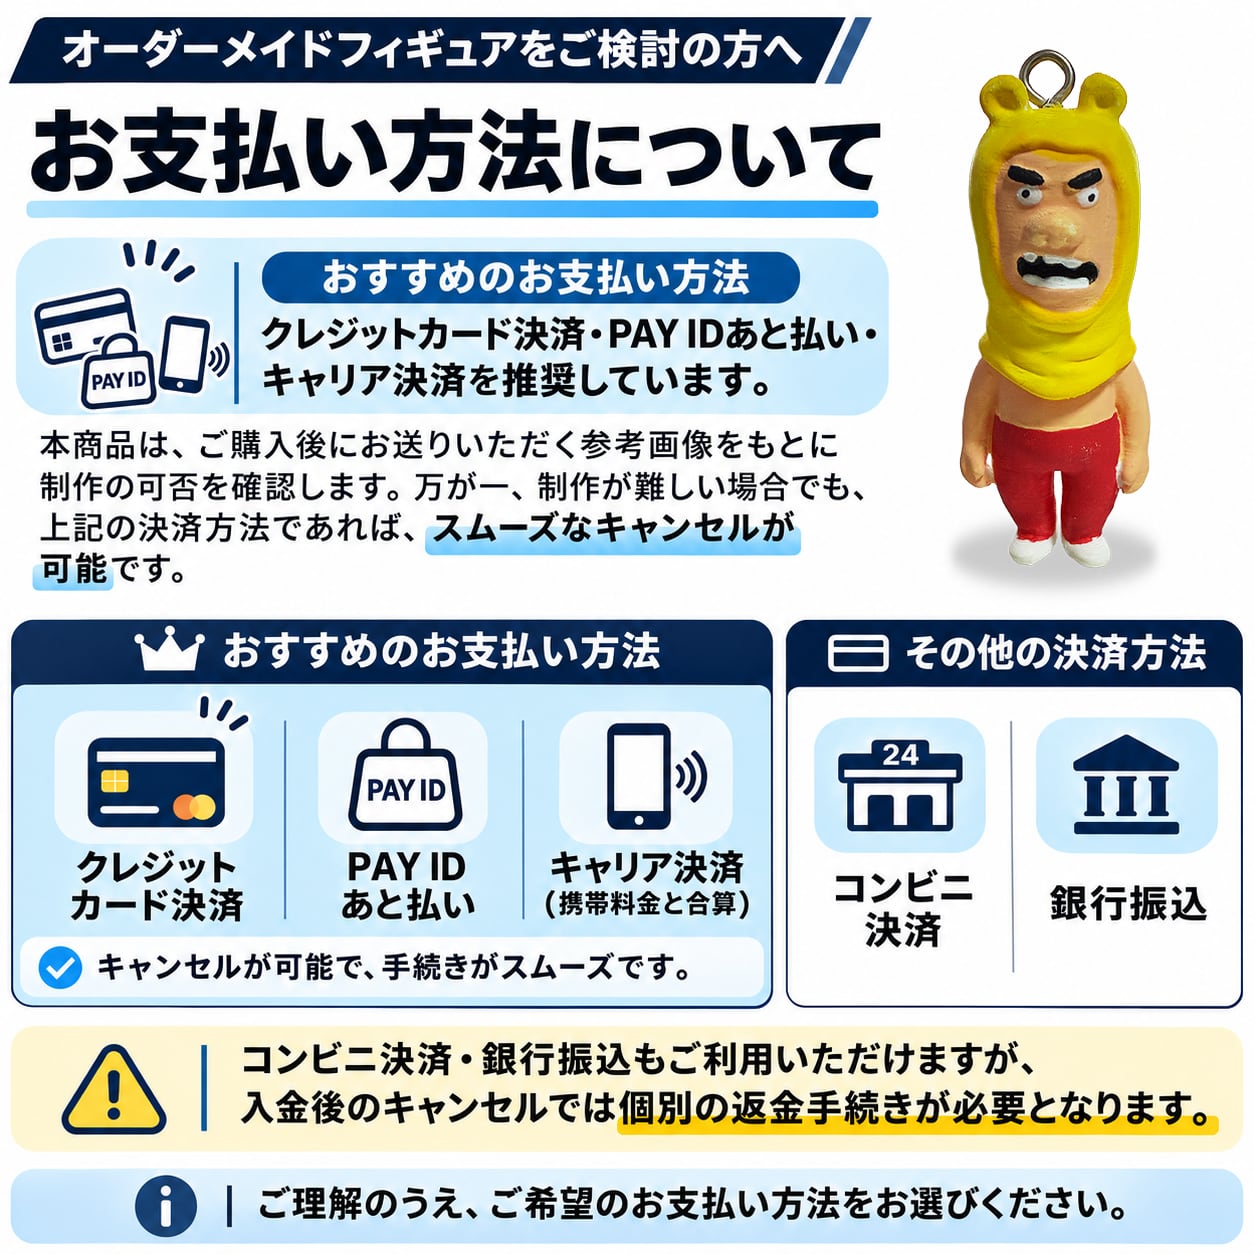 オーダーメイドフィギュアをご検討の方へ
お支払い方法について
おすすめのお支払い方法
PAY ID
クレジットカード決済・PAY IDあと払い・
キャリア決済を推奨しています。
本商品は、ご購入後にお送りいただく参考画像をもとに
制作の可否を確認します。万が一、制作が難しい場合でも、
上記の決済方法であれば、スムーズなキャンセルが
可能です。
おすすめのお支払い方法
PAY ID
クレジット
カード決済
PAY ID
あと払い
キャリア決済
(携帯料金と合算)
キャンセルが可能で、手続きがスムーズです。
その他の決済方法
24
コンビニ
決済
銀行振込
コンビニ決済・銀行振込もご利用いただけますが、
入金後のキャンセルでは個別の返金手続きが必要となります。
ご理解のうえ、ご希望のお支払い方法をお選びください。